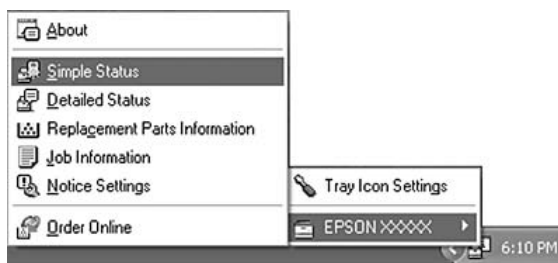 About
Simple Status
Detailed Status
Replacement Parts Information
Job Information
Notice Settings
Order Online
Tray Icon Settings
EPSON XXXXX
6:10 PM